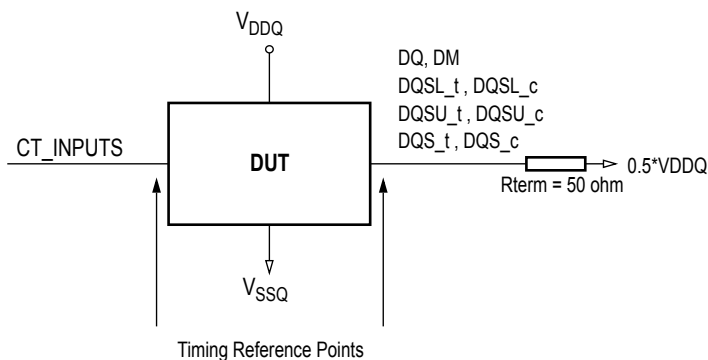 VDDQ
DQ, DM
DQSL_t , DQSL_c
DQSU_t , DQSU_c
DQS_t , DQS_c
CT_INPUTS
DUT
0.5*VDDQ
Rterm = 50 ohm
VSSQ
Timing Reference Points